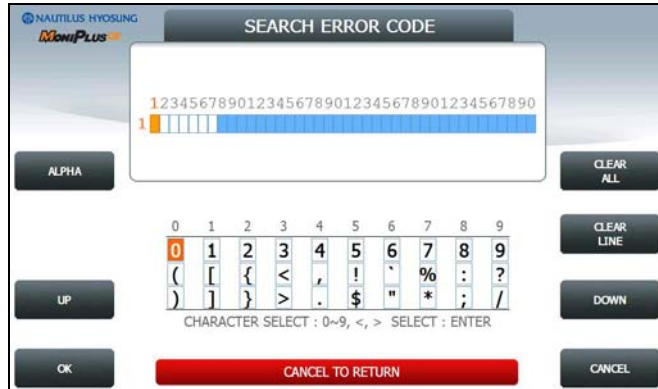 NAUTILUS HYOSUNG
MONIPLUS CE
SEARCH ERROR CODE
1234567890123456789012345678901234567890
1
ALPHA
CLEAR ALL
0 1 2 3 4 5 6 7 8 9
0 1 2 3 4 5 6 7 8 9
( [ { < , ! ` % : ?
) ] } > . $ " * ; /
CLEAR LINE
UP
DOWN
CHARACTER SELECT : 0~9, <, > SELECT : ENTER
OK
CANCEL TO RETURN
CANCEL